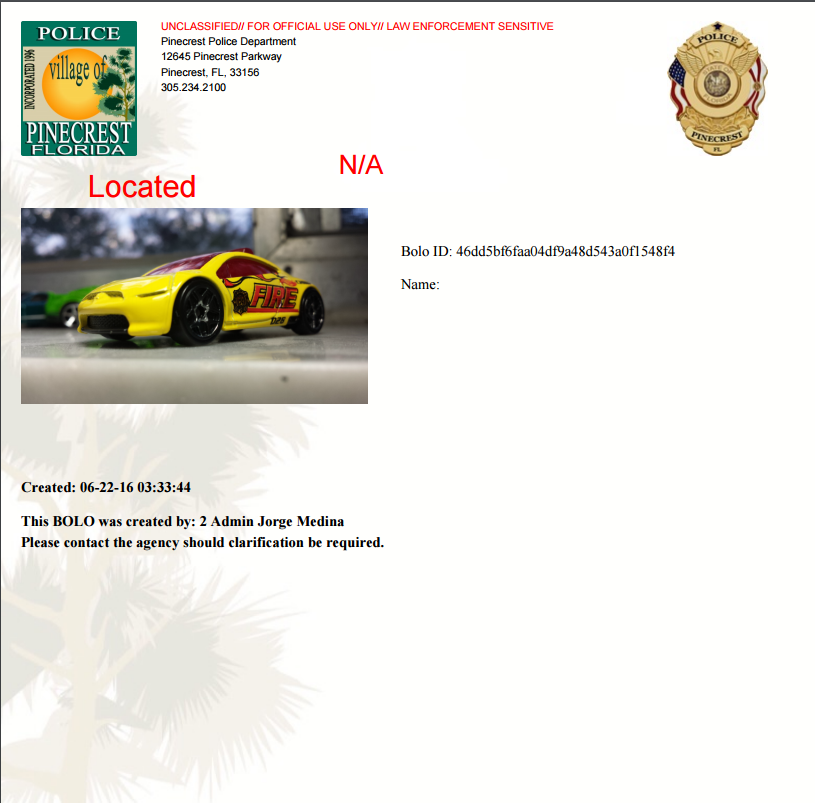 POLICE
INCORPORATED 1996
village of
PINECREST
FLORIDA
UNCLASSIFIED// FOR OFFICIAL USE ONLY// LAW ENFORCEMENT SENSITIVE
Pinecrest Police Department
12645 Pinecrest Parkway
Pinecrest, FL, 33156
305.234.2100
POLICE
PINECREST
FL
N/A
Located
FIRE
Bolo ID: 46dd5bf6faa04df9a48d543a0f1548f4
Name:
Created: 06-22-16 03:33:44
This BOLO was created by: 2 Admin Jorge Medina
Please contact the agency should clarification be required.